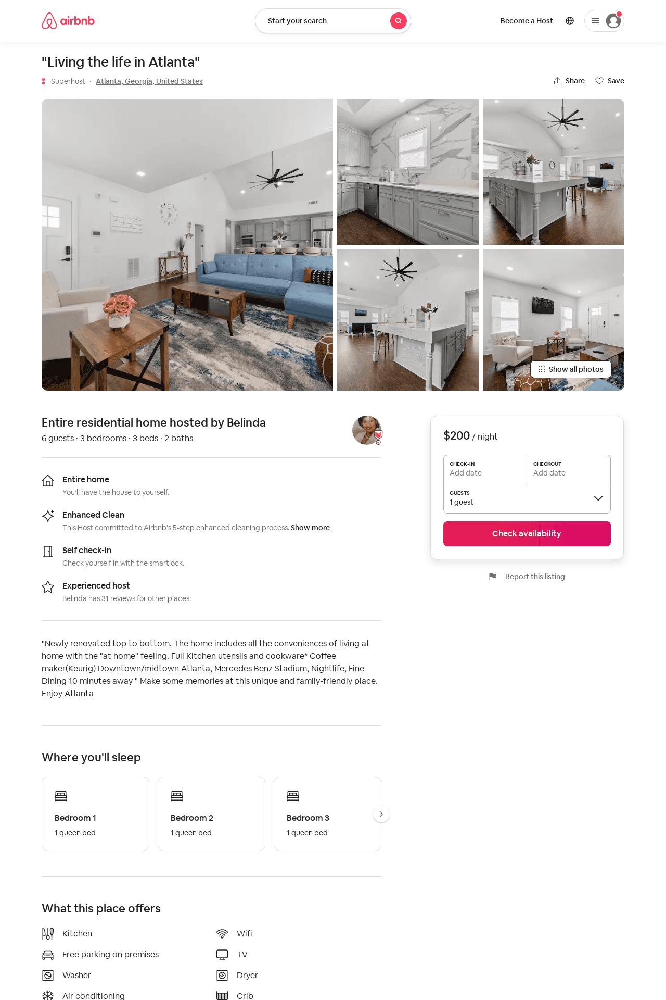 airbnb
Start your search
Become a Host
"Living the life in Atlanta"
Superhost · Atlanta, Georgia, United States
Share
Save
Show all photos
Entire residential home hosted by Belinda
6 guests · 3 bedrooms · 3 beds · 2 baths
Entire home
You’ll have the house to yourself.
Enhanced Clean
This Host committed to Airbnb's 5-step enhanced cleaning process. Show more
Self check-in
Check yourself in with the smartlock.
Experienced host
Belinda has 31 reviews for other places.
$200 / night
CHECK-IN
Add date
CHECKOUT
Add date
GUESTS
1 guest
Check availability
Report this listing
"Newly renovated top to bottom. The home includes all the conveniences of living at
home with the "at home" feeling. Full Kitchen utensils and cookware* Coffee
maker(Keurig) Downtown/midtown Atlanta, Mercedes Benz Stadium, Nightlife, Fine
Dining 10 minutes away " Make some memories at this unique and family-friendly place.
Enjoy Atlanta
Where you'll sleep
Bedroom 1
1 queen bed
Bedroom 2
1 queen bed
Bedroom 3
1 queen bed
What this place offers
Kitchen
Wifi
Free parking on premises
TV
Washer
Dryer
Air conditioning
Crib